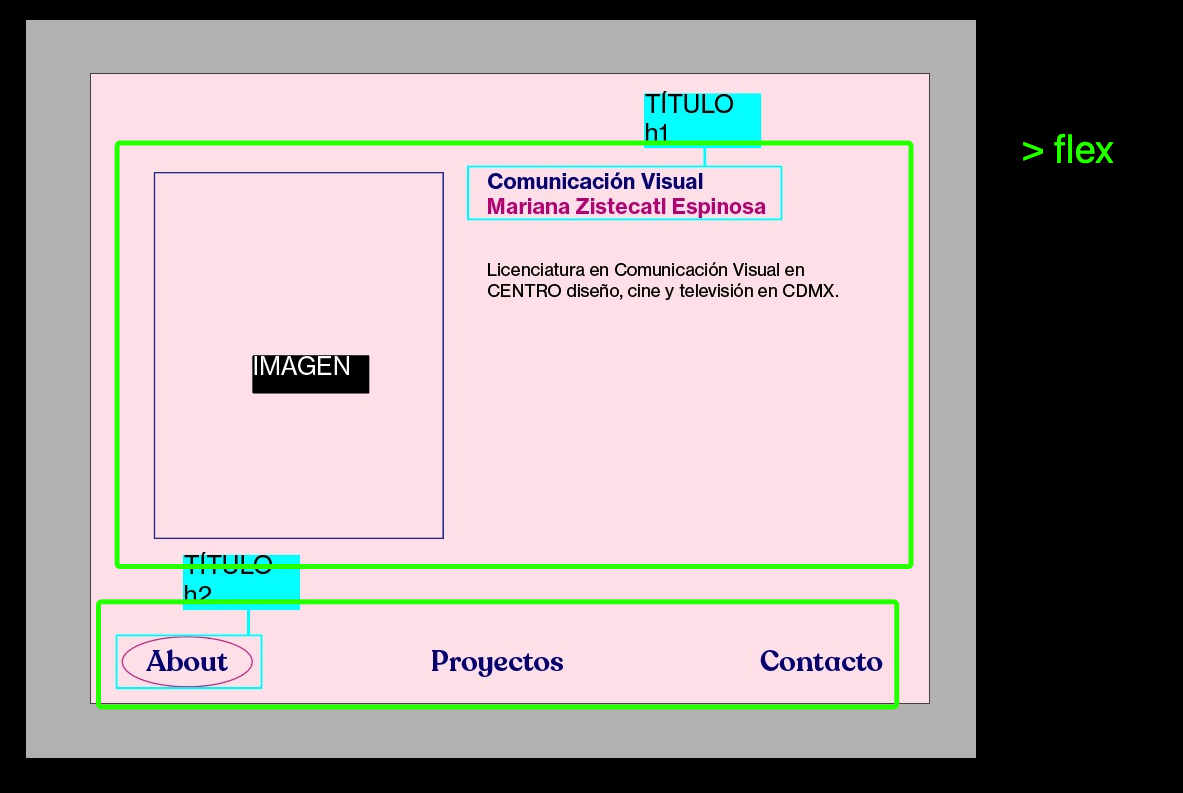 TÍTULO
h1
> flex
Comunicación Visual
Mariana Zistecatl Espinosa
Licenciatura en Comunicación Visual en
CENTRO diseño, cine y televisión en CDMX.
IMAGEN
TÍTULO
h2
About
Proyectos
Contacto